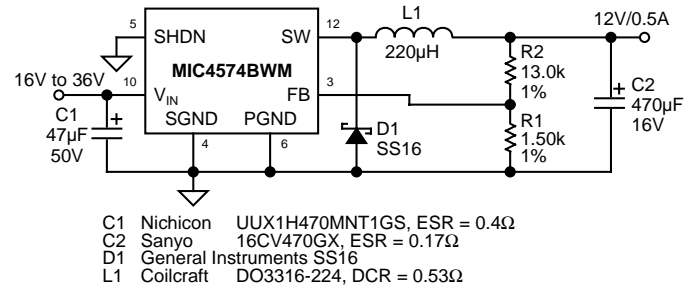 L1
12V/0.5A
5
SHDN
SW
12
220µH
R2
13.0k
1%
MIC4574BWM
16V to 36V
10
VIN
FB
3
C2
470µF
16V
+
C1
47µF
50V
+
SGND
PGND
4
6
D1
SS16
R1
1.50k
1%
C1 Nichicon UUX1H470MNT1GS, ESR = 0.4Ω
C2 Sanyo 16CV470GX, ESR = 0.17Ω
D1 General Instruments SS16
L1 Coilcraft DO3316-224, DCR = 0.53Ω